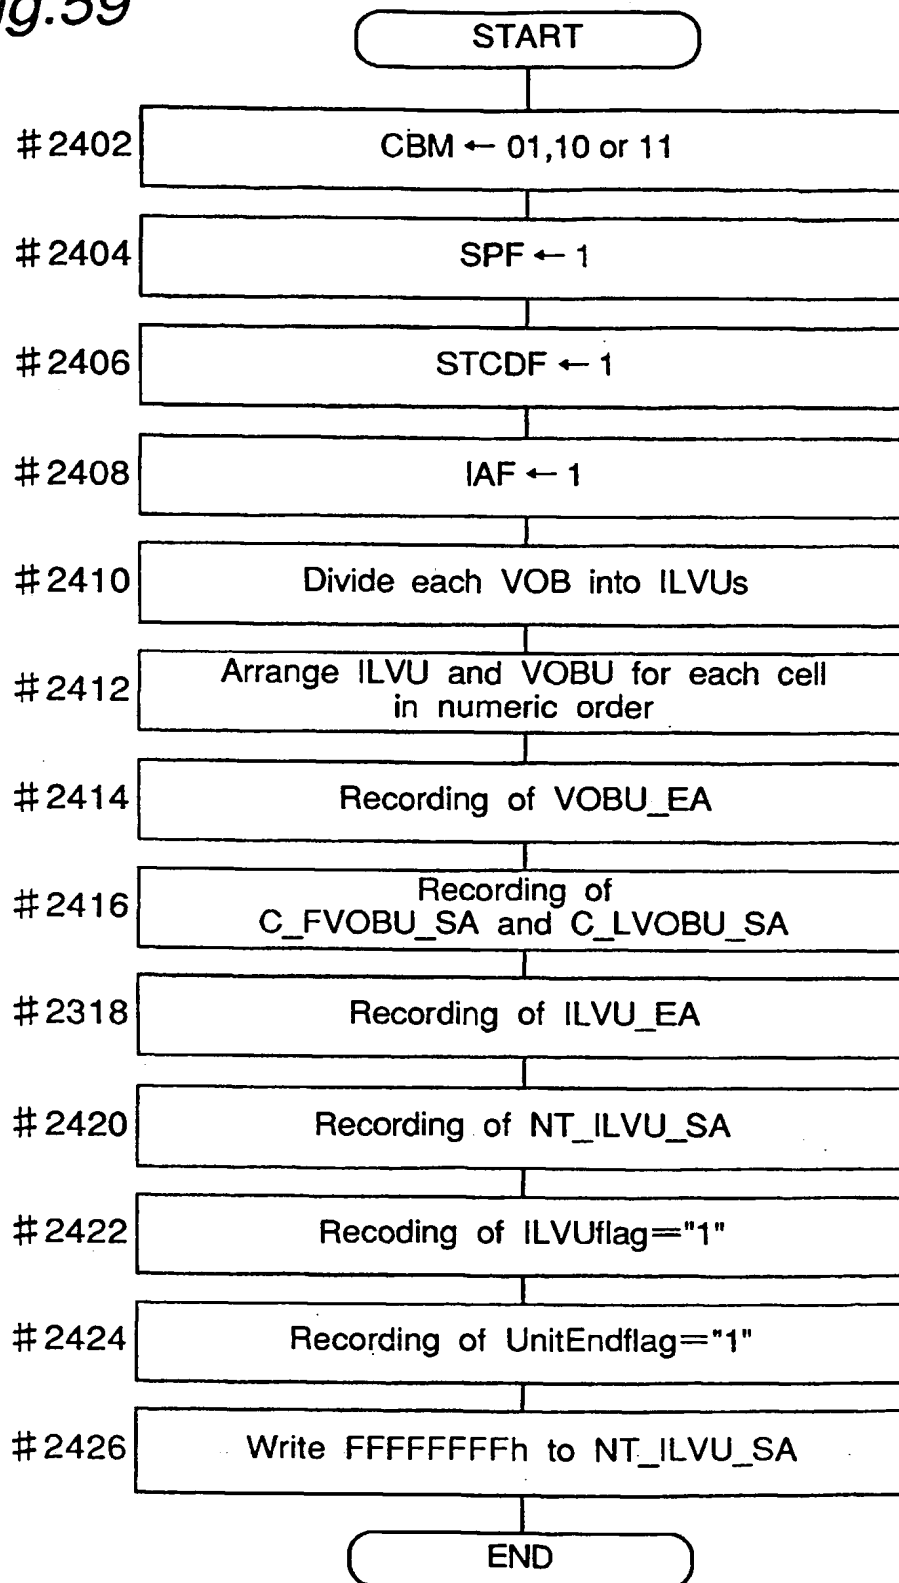 ig.59
START
#2402 CBM ← 01,10 or 11
#2404 SPF ← 1
#2406 STCDF ← 1
#2408 IAF ← 1
#2410 Divide each VOB into ILVUs
#2412 Arrange ILVU and VOBU for each cell
in numeric order
#2414 Recording of VOBU_EA
#2416 Recording of
C_FVOBU_SA and C_LVOBU_SA
#2318 Recording of ILVU_EA
#2420 Recording of NT_ILVU_SA
#2422 Recoding of ILVUflag="1"
#2424 Recording of UnitEndflag="1"
#2426 Write FFFFFFFFh to NT_ILVU_SA
END